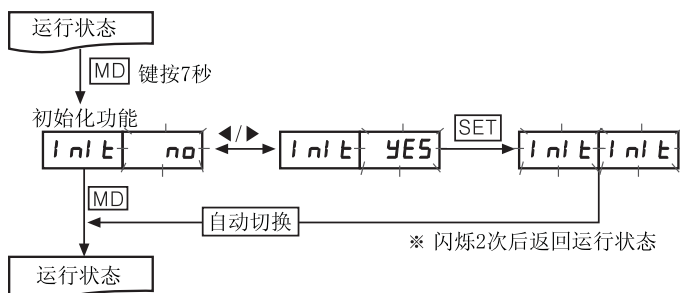 运行状态
MD 键按7秒
初始化功能
InIt no ◀/▶ InIt YES SET InIt InIt
MD
自动切换
※ 闪烁2次后返回运行状态
运行状态